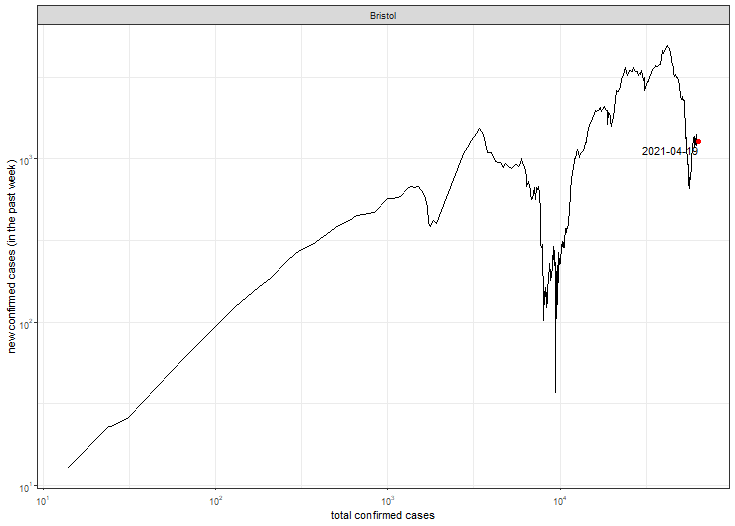 Bristol
new confirmed cases (in the past week)
10³
10²
10¹
2021-04-19
10¹
10²
10³
10⁴
total confirmed cases